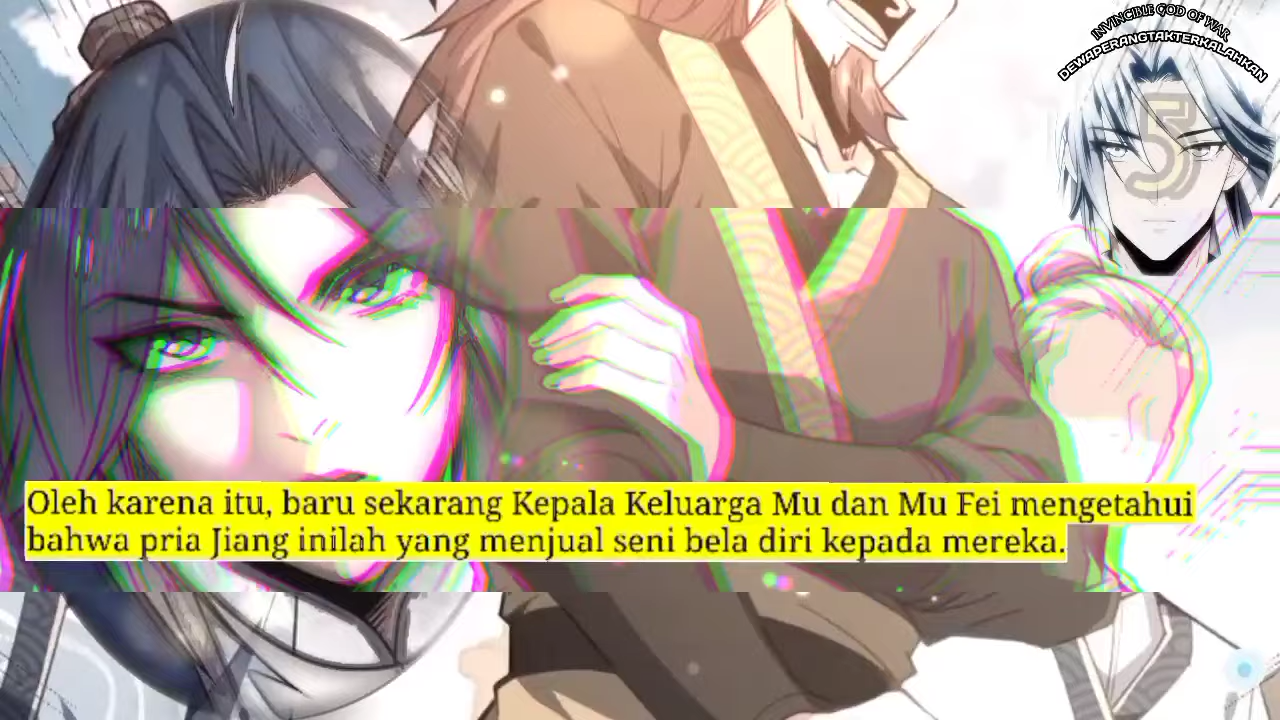 INVINCIBLE GOD OF WAR
DEWAPERANGTAKTERKALAHKAN
5
Oleh karena itu, baru sekarang Kepala Keluarga Mu dan Mu Fei mengetahui
bahwa pria Jiang inilah yang menjual seni bela diri kepada mereka.